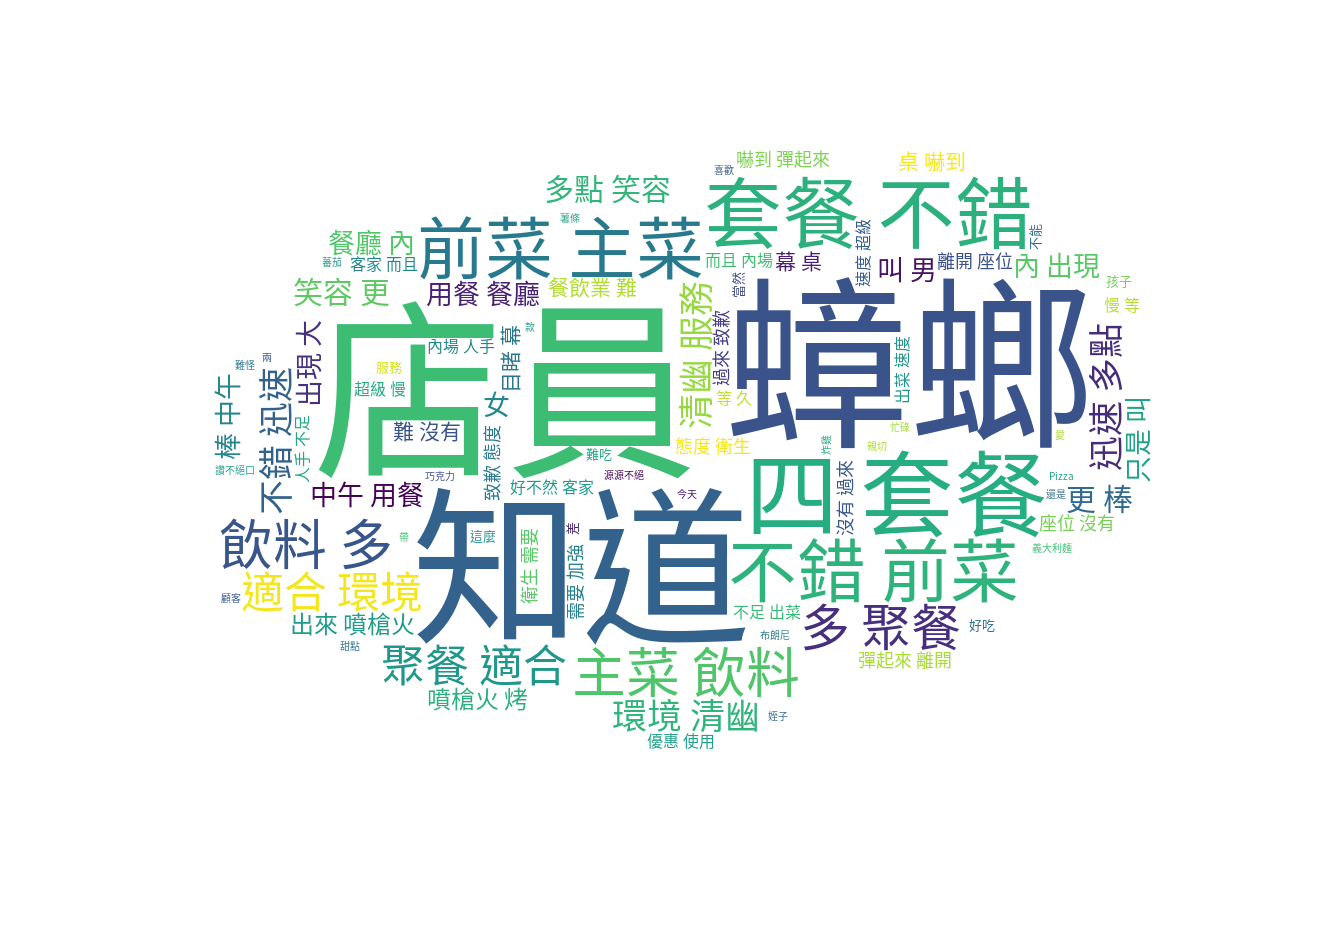 嚇到 彈起來
桌 嚇到
喜歡
多點 笑容
套餐 不錯
薯條
前菜 主菜
不能
餐廳 內
速度 超級
蕃茄
客家 而且
而且 內場
幕 桌
叫 男
離開 座位
內 出現
當然
孩子
笑容 更
用餐 餐廳
餐飲業 難
慢 等
店員
清幽 服務
蟑螂
過來 致歉
款
目睹 幕
內場 人手
出現 大
多點
迅速
出菜 速度
難怪
兩
服務
超級 慢
棒 中午
不錯 迅速
女
等 久
只是 叫
難 沒有
忙碌
愛
人手 不足
致歉 態度
態度 衛生
炸雞
親切
難吃
四 套餐
讚不絕口
巧克力
源源不絕
沒有 過來
Pizza
中午 用餐
好不然 客家
今天
還是
更 棒
知道
座位 沒有
飲料 多
帶
這麼
差
衛生 需要
需要 加強
不錯 前菜
義大利麵
適合 環境
顧客
不足 出菜
多 聚餐
好吃
出來 噴槍火
布朗尼
甜點
聚餐 適合
主菜 飲料
彈起來 離開
噴槍火 烤
環境 清幽
姪子
優惠 使用